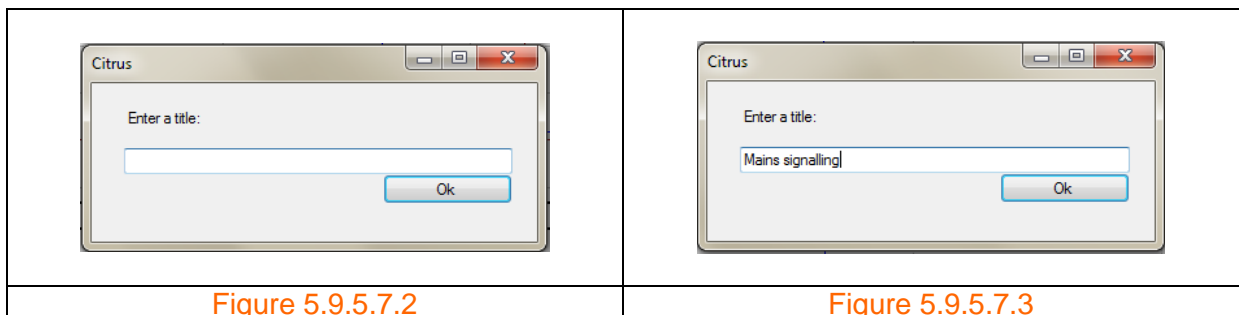 Citrus
Enter a title:
Ok
Citrus
Enter a title:
Mains signalling
Ok
Figure 5.9.5.7.2
Figure 5.9.5.7.3